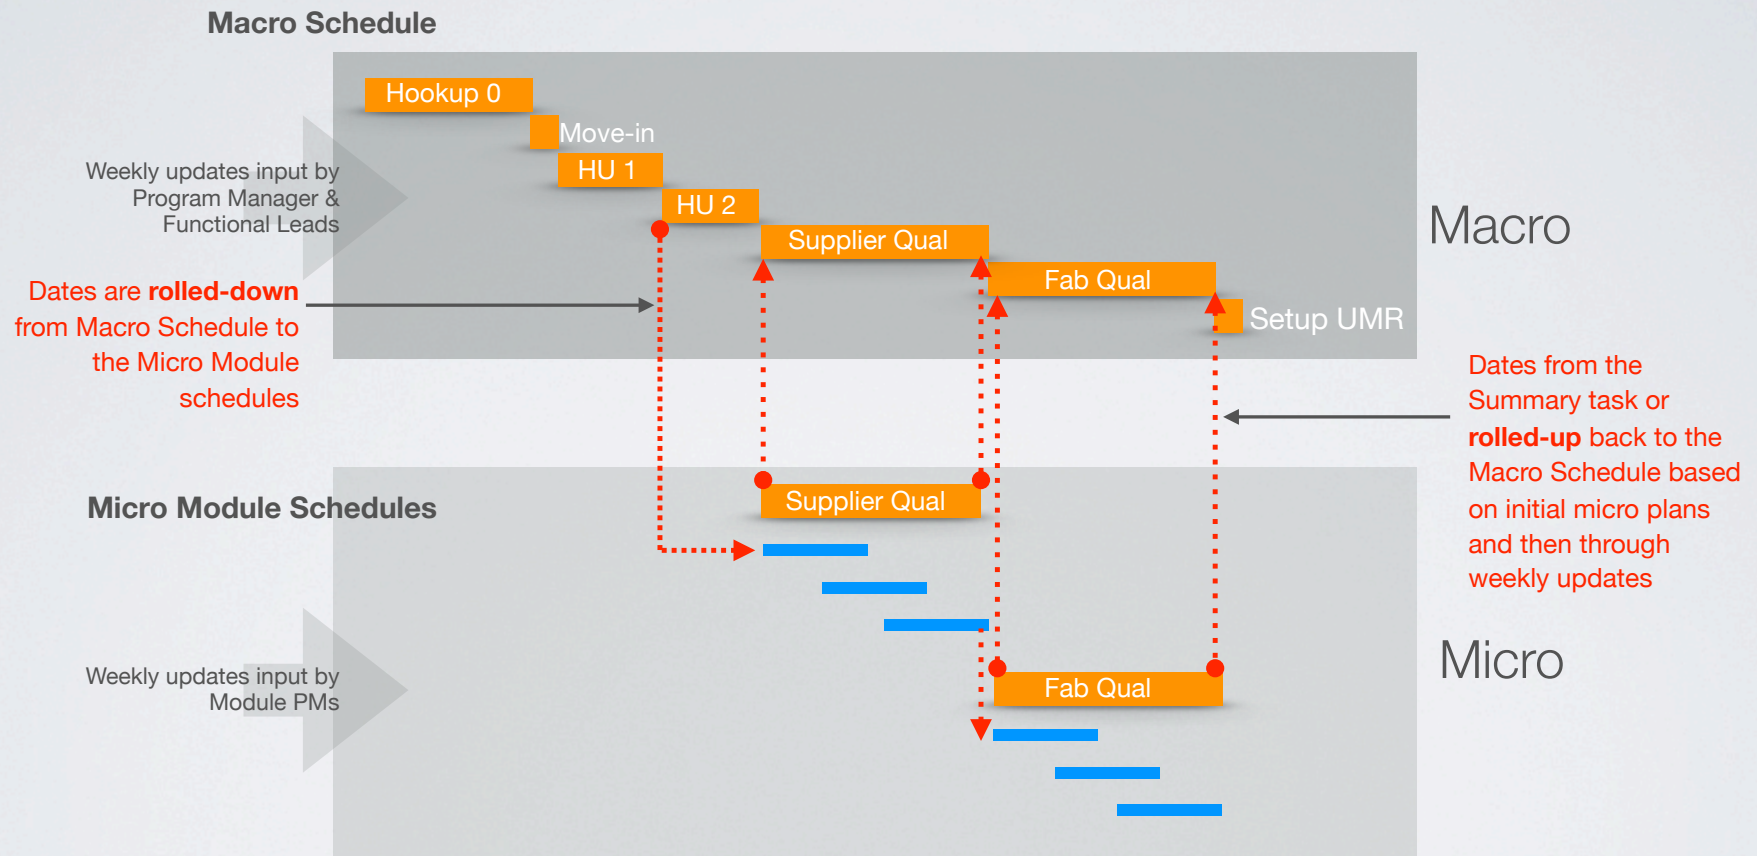 Macro Schedule
Hookup 0
Move-in
HU 1
HU 2
Supplier Qual
Fab Qual
Setup UMR
Weekly updates input by
Program Manager &
Functional Leads
Macro
Dates are rolled-down
from Macro Schedule to
the Micro Module
schedules
Dates from the
Summary task or
rolled-up back to the
Macro Schedule based
on initial micro plans
and then through
weekly updates
Micro Module Schedules
Supplier Qual
Fab Qual
Weekly updates input by
Module PMs
Micro